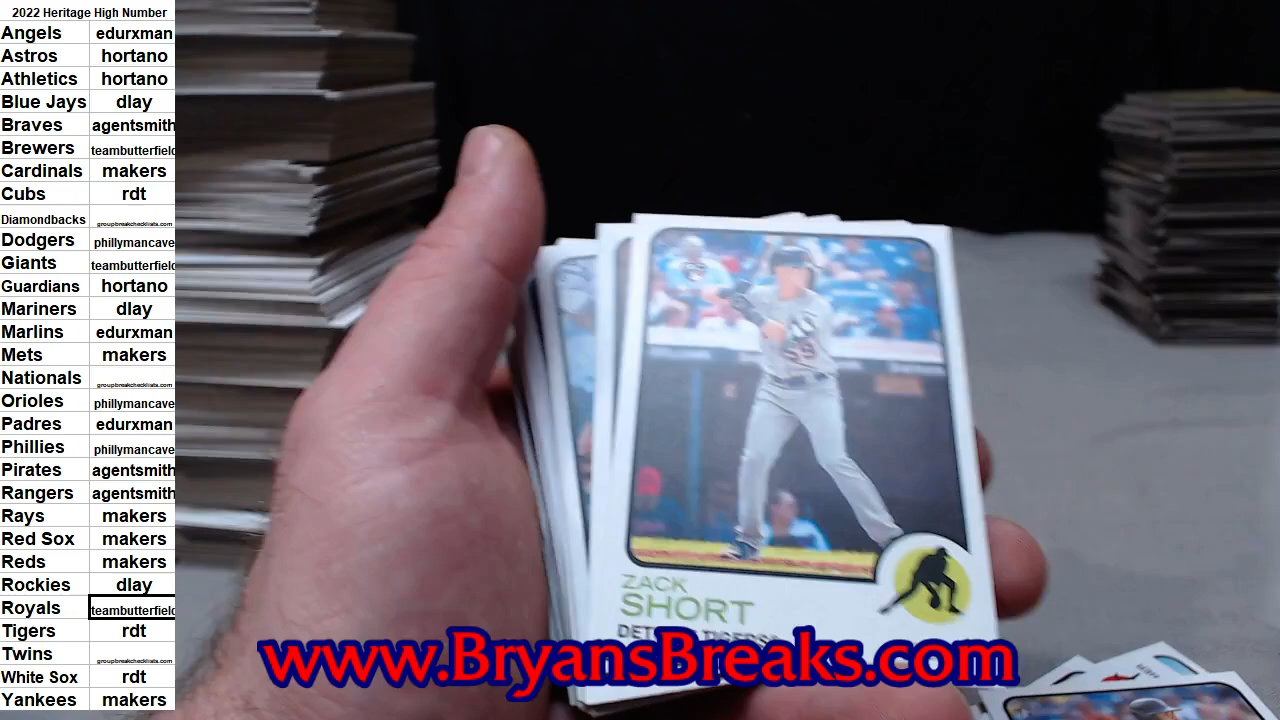 2022 Heritage High Number
Angels edurxman
Astros hortano
Athletics hortano
Blue Jays dlay
Braves agentsmith
Brewers teambutterfield
Cardinals makers
Cubs rdt
Diamondbacks groupbreakchecklists.com
Dodgers phillymancave
Giants teambutterfield
Guardians hortano
Mariners dlay
Marlins edurxman
Mets makers
Nationals groupbreakchecklists.com
Orioles phillymancave
Padres edurxman
Phillies phillymancave
Pirates agentsmith
Rangers agentsmith
Rays makers
Red Sox makers
Reds makers
Rockies dlay
Royals teambutterfield
Tigers rdt
Twins groupbreakchecklists.com
White Sox rdt
Yankees makers
ZACK
SHORT
www.BryansBreaks.com